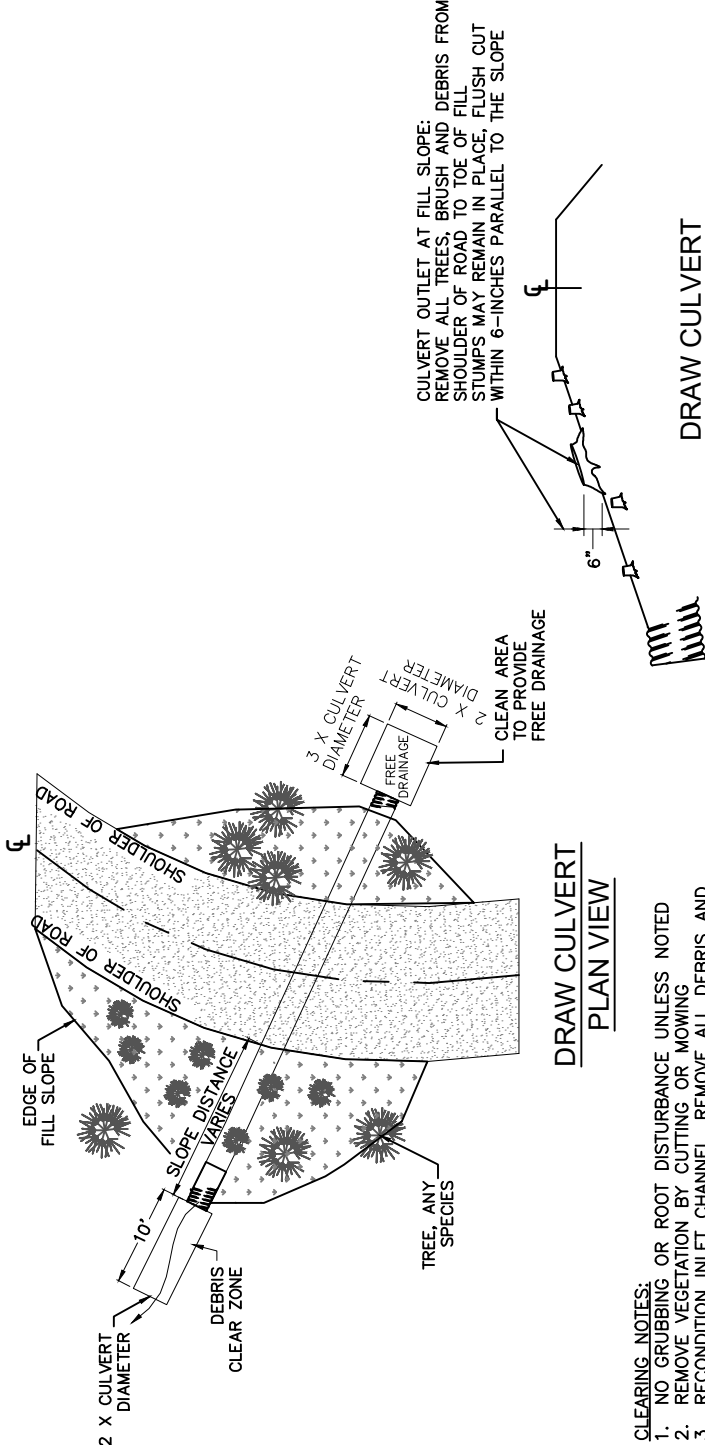 ℄
SHOULDER OF ROAD
SHOULDER OF ROAD
EDGE OF
FILL SLOPE
SLOPE DISTANCE
VARIES
10'
2 X CULVERT
DIAMETER
DEBRIS
CLEAR ZONE
TREE, ANY
SPECIES
3 X CULVERT
DIAMETER
2 X CULVERT
DIAMETER
FREE
DRAINAGE
CLEAN AREA
TO PROVIDE
FREE DRAINAGE
DRAW CULVERT
PLAN VIEW
CULVERT OUTLET AT FILL SLOPE:
REMOVE ALL TREES, BRUSH AND DEBRIS FROM
SHOULDER OF ROAD TO TOE OF FILL
STUMPS MAY REMAIN IN PLACE, FLUSH CUT
WITHIN 6-INCHES PARALLEL TO THE SLOPE
℄
6"
DRAW CULVERT
CLEARING NOTES:
1. NO GRUBBING OR ROOT DISTURBANCE UNLESS NOTED
2. REMOVE VEGETATION BY CUTTING OR MOWING
3. RECONDITION INLET CHANNEL. REMOVE ALL DEBRIS AND